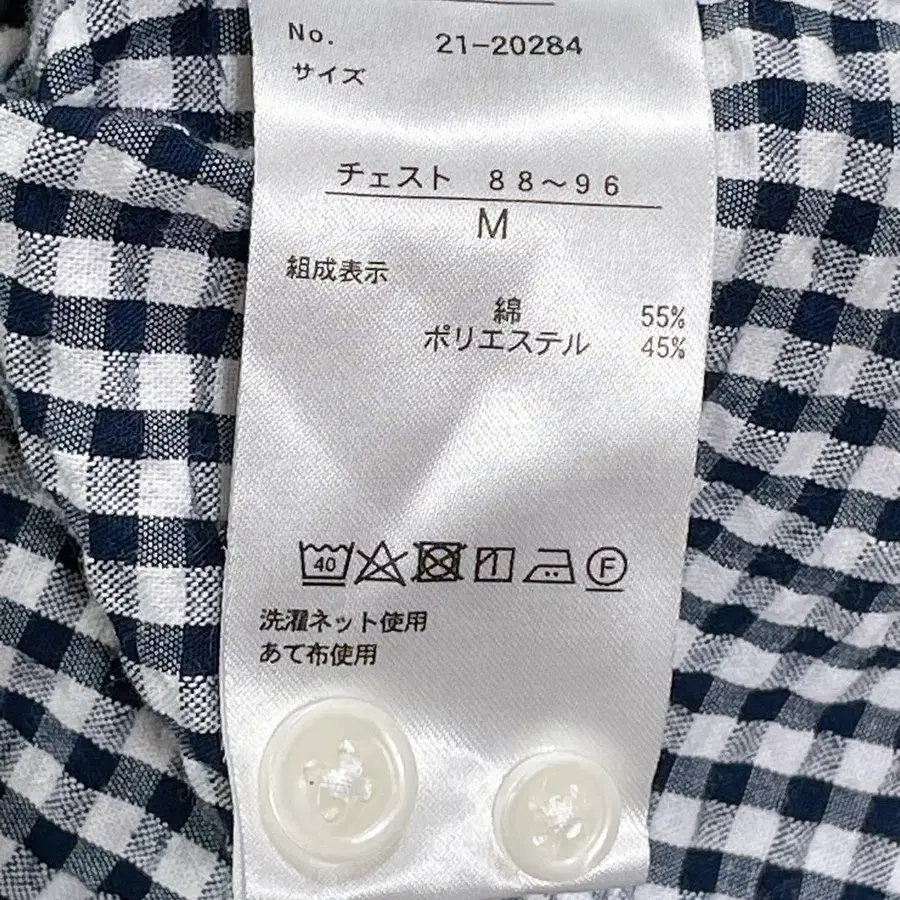 No. 21-20284
サイズ
チェスト 88〜96
M
組成表示
綿 55%
ポリエステル 45%
40 F
洗濯ネット使用
あて布使用